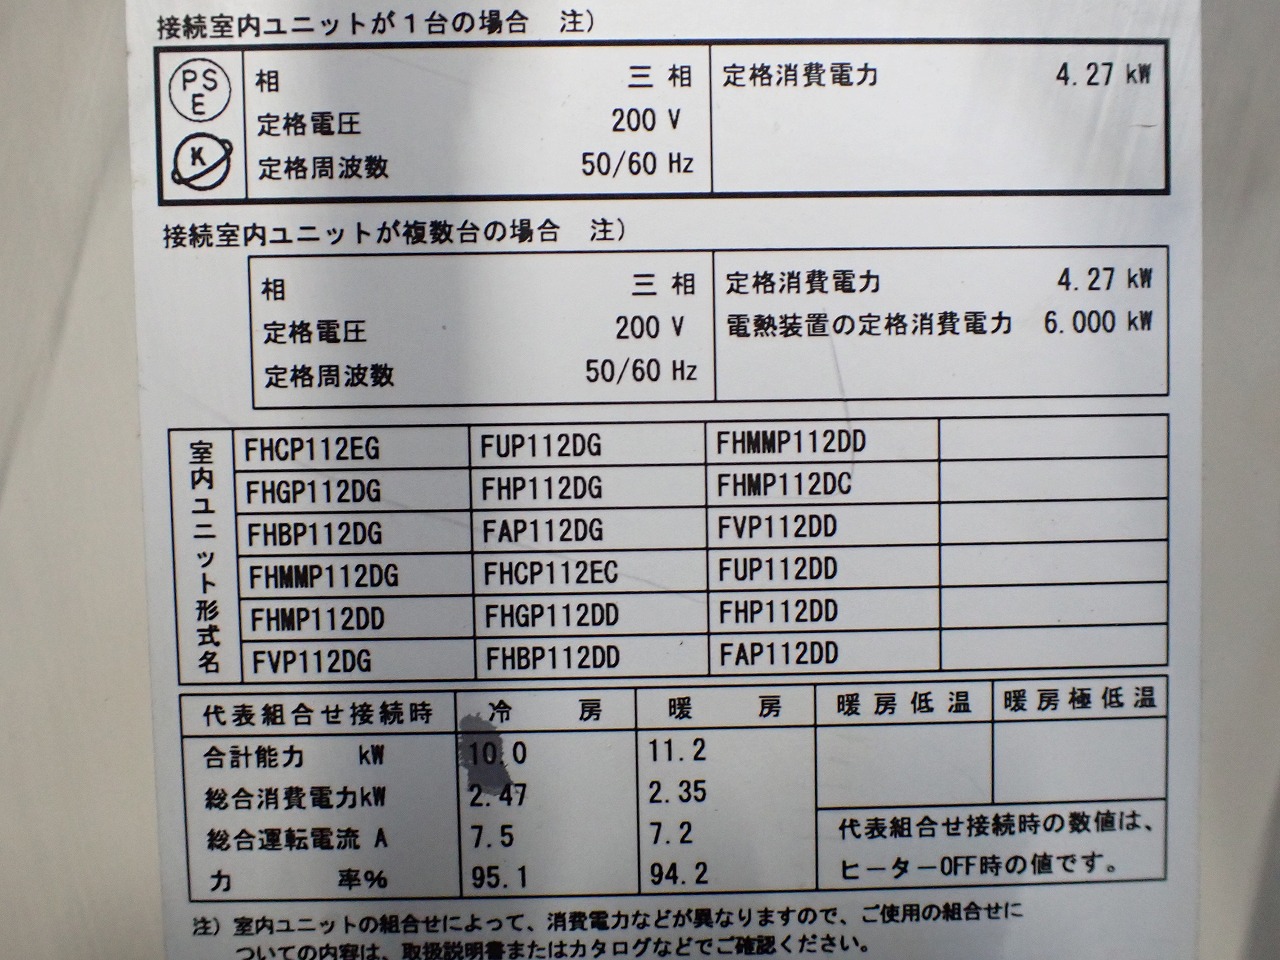 接続室内ユニットが1台の場合 注)
PS
E
K
相 三相
定格電圧 200 V
定格周波数 50/60 Hz
定格消費電力 4.27 kW
接続室内ユニットが複数台の場合 注)
相 三相
定格電圧 200 V
定格周波数 50/60 Hz
定格消費電力 4.27 kW
電熱装置の定格消費電力 6.000 kW
室内ユニット形式名
FHCP112EG FUP112DG FHMMP112DD
FHGP112DG FHP112DG FHMP112DC
FHBP112DG FAP112DG FVP112DD
FHMMP112DG FHCP112EC FUP112DD
FHMP112DD FHGP112DD FHP112DD
FVP112DG FHBP112DD FAP112DD
代表組合せ接続時 冷房 暖房 暖房低温 暖房極低温
合計能力 kW 10.0 11.2
総合消費電力kW 2.47 2.35
総合運転電流 A 7.5 7.2
力率% 95.1 94.2
代表組合せ接続時の数値は、
ヒーターOFF時の値です。
注) 室内ユニットの組合せによって、消費電力などが異なりますので、ご使用の組合せに
ついての内容は、取扱説明書またはカタログなどでご確認ください。